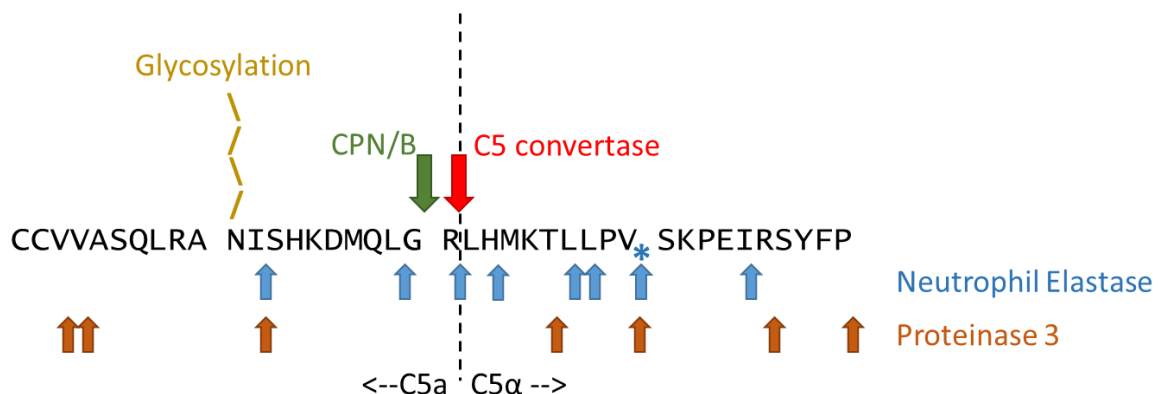 Glycosylation
CPN/B C5 convertase
CCVVASQLRA NISHKDMQLG RLHMKTLLPV* SKPEIRSYFP
Neutrophil Elastase
Proteinase 3
<--C5a C5α -->